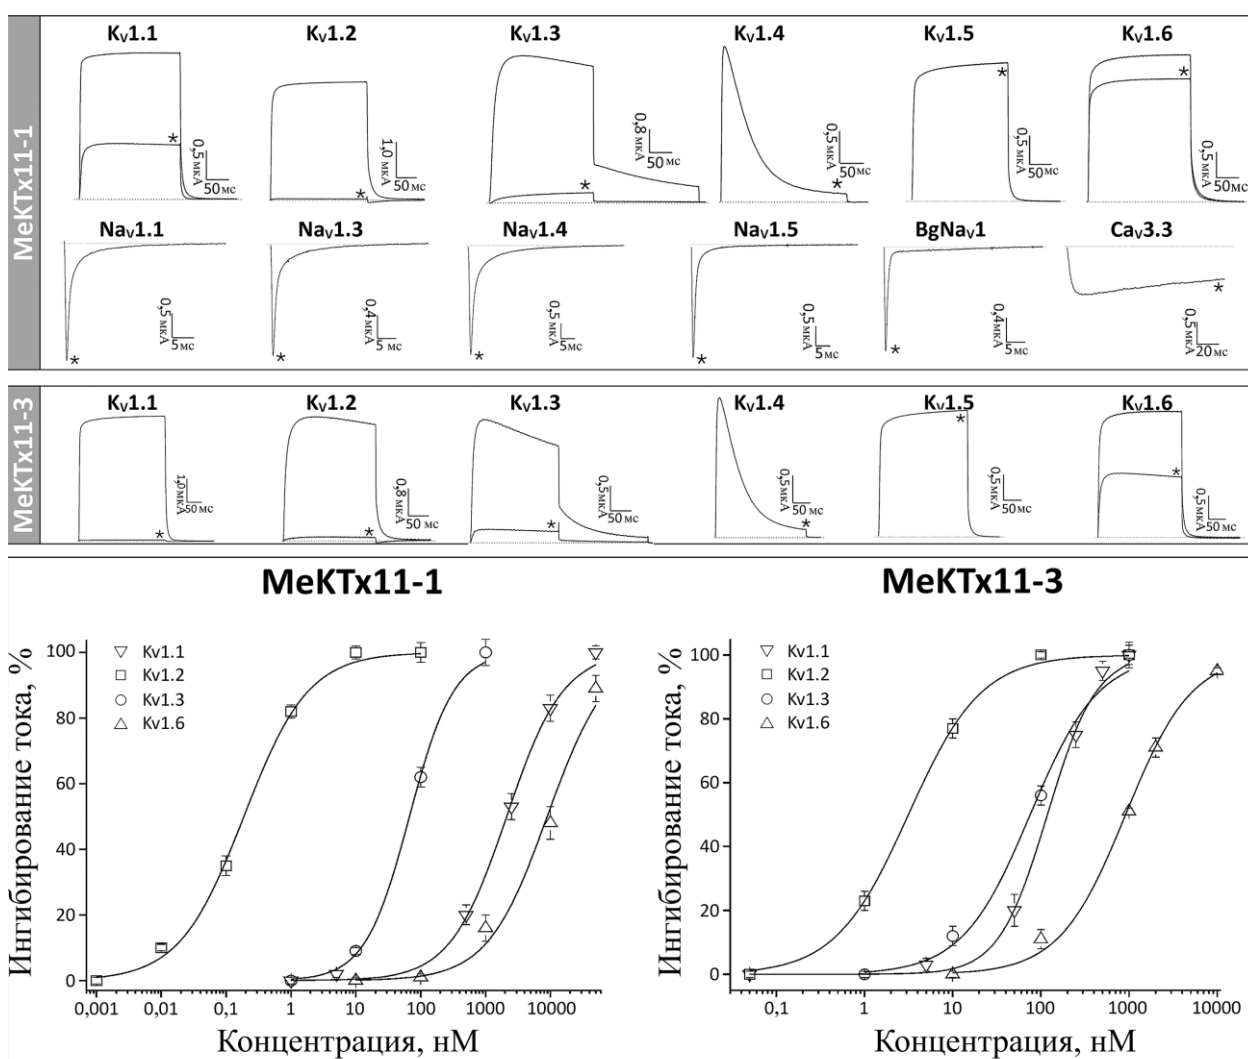 MeKTx11-1
Kv1.1 Kv1.2 Kv1.3 Kv1.4 Kv1.5 Kv1.6
* * * * * *
0,5 мкА 1,0 мкА 0,8 мкА 0,5 мкА 0,5 мкА 0,5 мкА
50 мс 50 мс 50 мс 50 мс 50 мс 50 мс
Nav1.1 Nav1.3 Nav1.4 Nav1.5 BgNav1 Cav3.3
0,5 мкА 0,4 мкА 0,5 мкА 0,5 мкА 0,4 мкА 0,5 мкА
5 мс 5 мс 5 мс 5 мс 5 мс 20 мс
* * * * * *
MeKTx11-3
Kv1.1 Kv1.2 Kv1.3 Kv1.4 Kv1.5 Kv1.6
* * * * * *
1,0 мкА 0,8 мкА 0,5 мкА 0,5 мкА 0,5 мкА 0,5 мкА
50 мс 50 мс 50 мс 50 мс 50 мс 50 мс
MeKTx11-1
Ингибирование тока, %
100
80
60
40
20
0
Kv1.1
Kv1.2
Kv1.3
Kv1.6
0,001 0,01 0,1 1 10 100 1000 10000
Концентрация, нМ
MeKTx11-3
Ингибирование тока, %
100
80
60
40
20
0
Kv1.1
Kv1.2
Kv1.3
Kv1.6
0,1 1 10 100 1000 10000
Концентрация, нМ